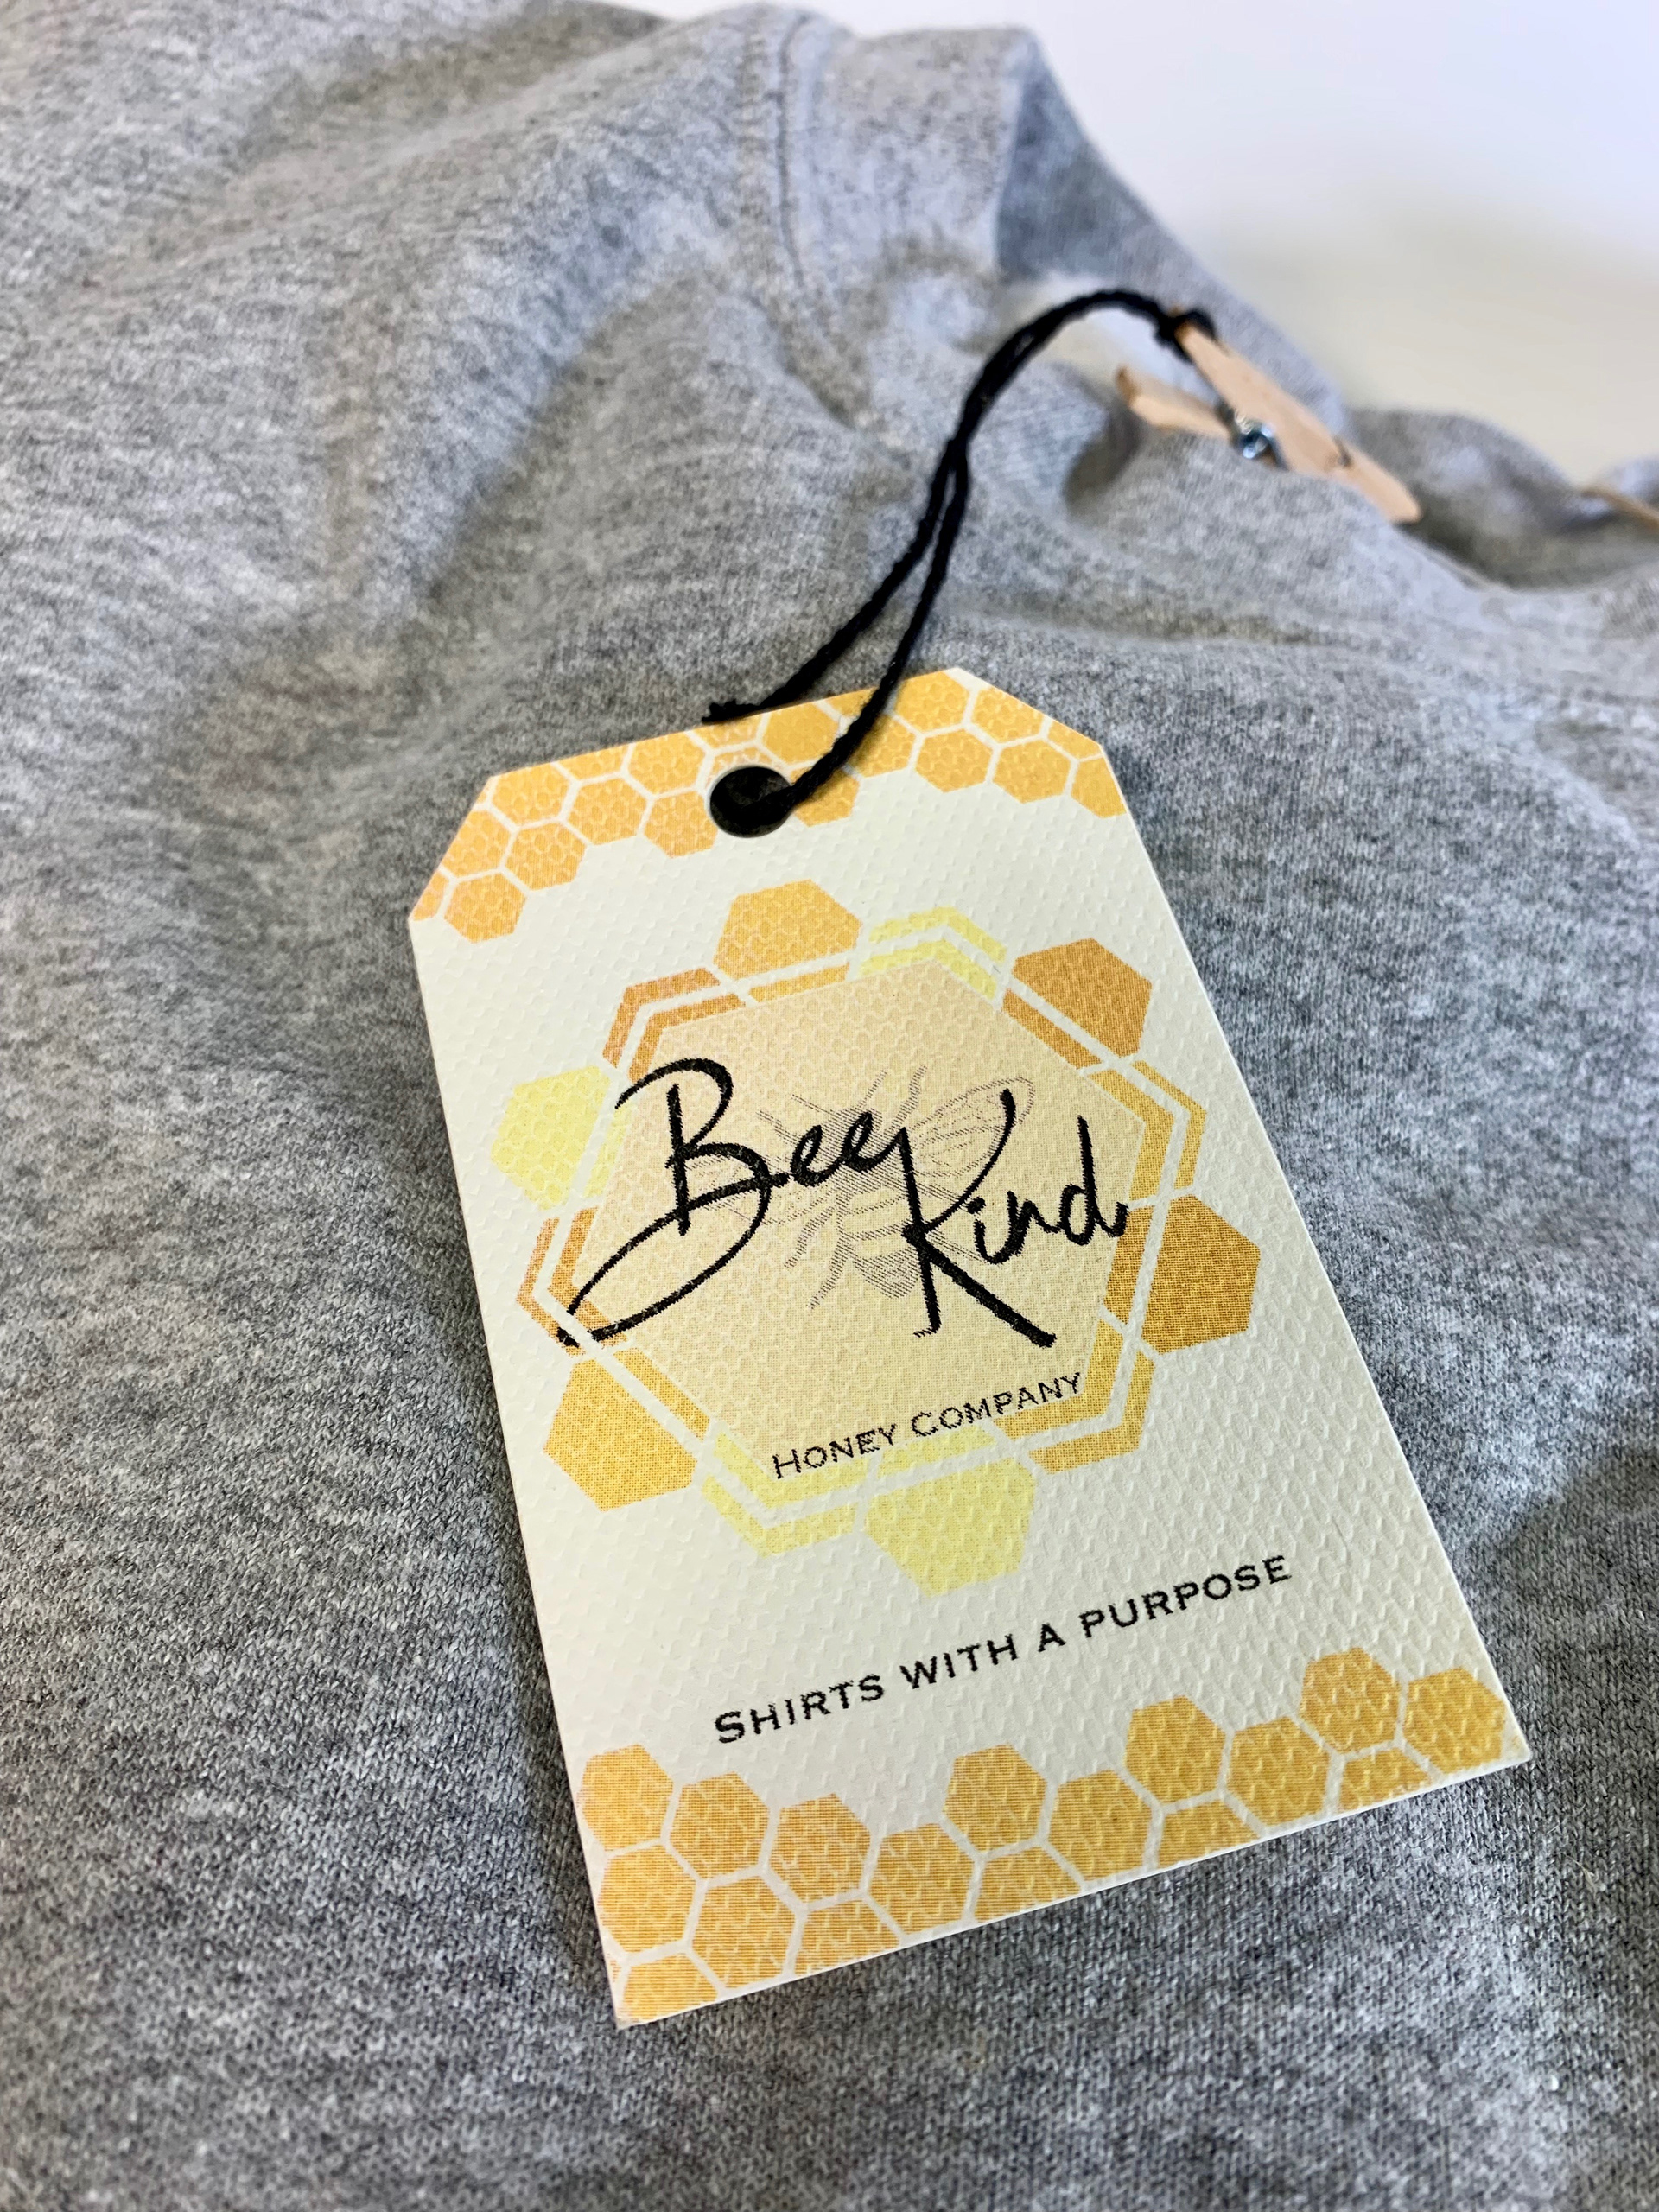 Bee
Kind
HONEY COMPANY
SHIRTS WITH A PURPOSE